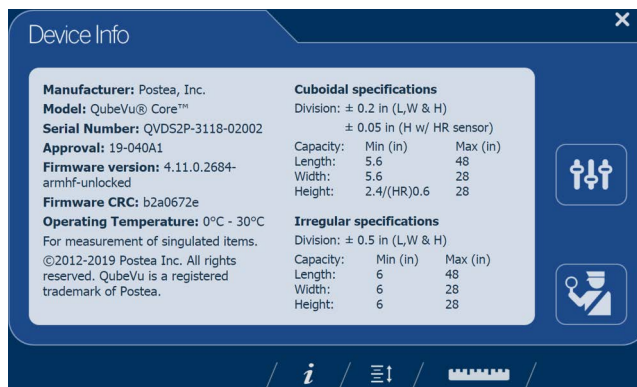 Device Info
Manufacturer: Postea, Inc.
Model: QubeVu® Core™
Serial Number: QVDS2P-3118-02002
Approval: 19-040A1
Firmware version: 4.11.0.2684-
armhf-unlocked
Firmware CRC: b2a0672e
Operating Temperature: 0°C - 30°C
For measurement of singulated items.
©2012-2019 Postea Inc. All rights
reserved. QubeVu is a registered
trademark of Postea.
Cuboidal specifications
Division: ± 0.2 in (L,W & H)
± 0.05 in (H w/ HR sensor)
Capacity: Min (in) Max (in)
Length: 5.6 48
Width: 5.6 28
Height: 2.4/(HR)0.6 28
Irregular specifications
Division: ± 0.5 in (L,W & H)
Capacity: Min (in) Max (in)
Length: 6 48
Width: 6 28
Height: 6 28